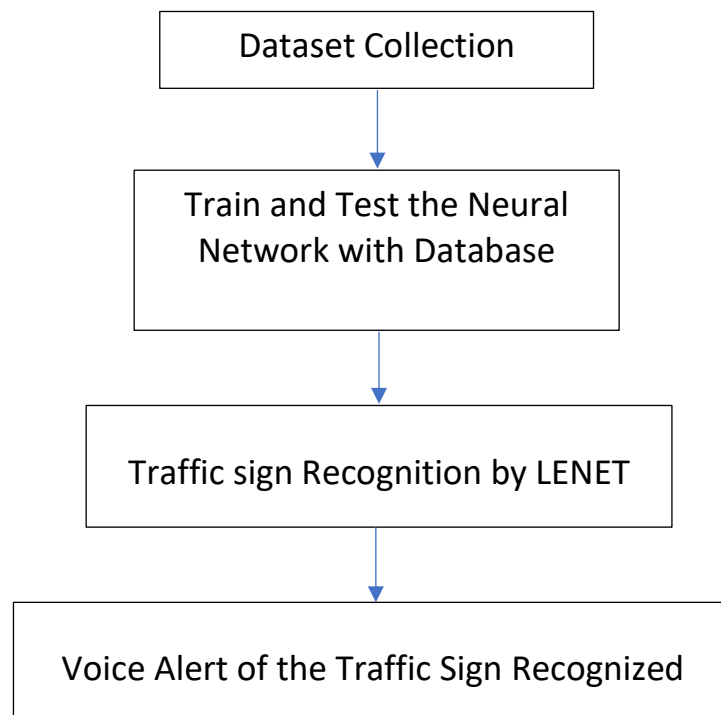 Dataset Collection
Train and Test the Neural
Network with Database
Traffic sign Recognition by LENET
Voice Alert of the Traffic Sign Recognized